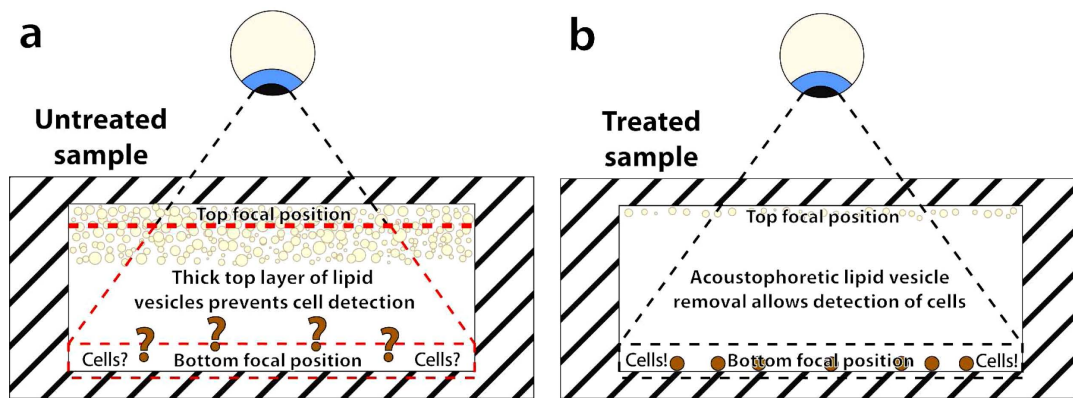 a
Untreated
sample
Top focal position
Thick top layer of lipid
vesicles prevents cell detection
? ? ? ?
Cells? Bottom focal position Cells?
b
Treated
sample
Top focal position
Acoustophoretic lipid vesicle
removal allows detection of cells
Cells! Bottom focal position Cells!